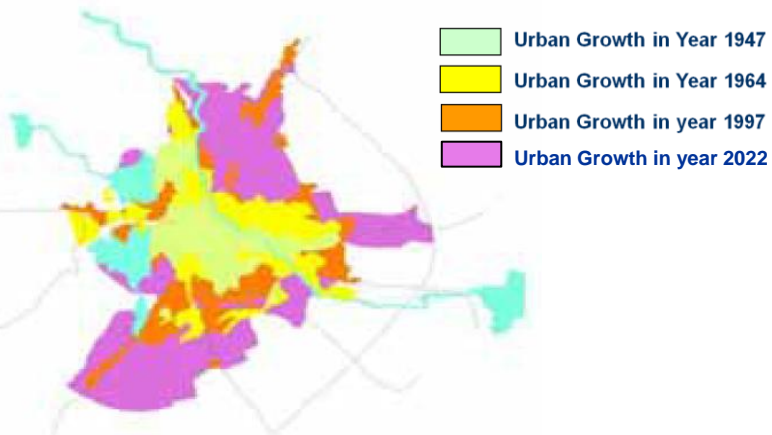 Urban Growth in Year 1947
Urban Growth in Year 1964
Urban Growth in year 1997
Urban Growth in year 2022